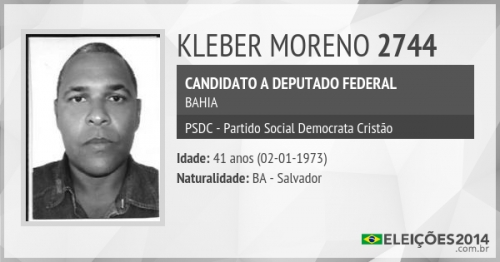 KLEBER MORENO 2744
CANDIDATO A DEPUTADO FEDERAL
BAHIA
PSDC - Partido Social Democrata Cristão
Idade: 41 anos (02-01-1973)
Naturalidade: BA - Salvador
ELEIÇÕES2014
.com.br